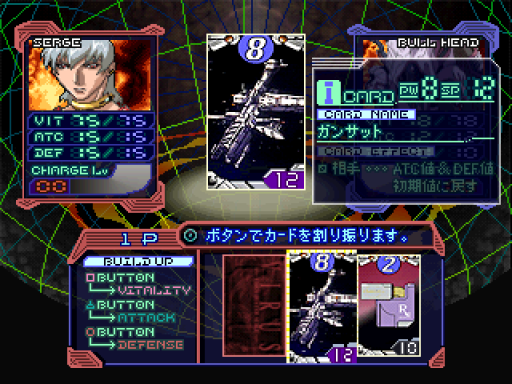 SERGE
VIT 75/75
ATC 15/15
DEF 15/15
CHARGE Lv
00
8
12
BULL HEAD
i CARD PW 8 SP 12
CARD NAME
ガンサット
CARD EFFECT
相手・・・ATC値&DEF値
初期値に戻す
1P
◎ボタンでカードを割り振ります。
BUILD UP
□BUTTON
VITALITY
△BUTTON
ATTACK
○BUTTON
DEFENSE
8
12
2
Rx
10